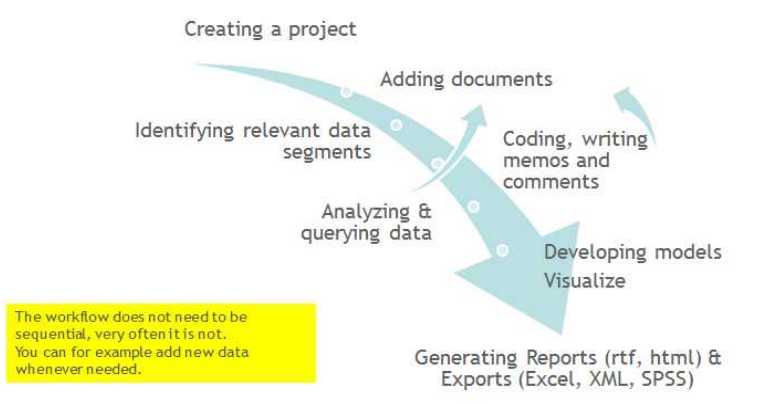 Creating a project
Adding documents
Identifying relevant data
segments
Coding, writing
memos and
comments
Analyzing &
querying data
Developing models
Visualize
The workflow does not need to be
sequential, very often it is not.
You can for example add new data
whenever needed.
Generating Reports (rtf, html) &
Exports (Excel, XML, SPSS)